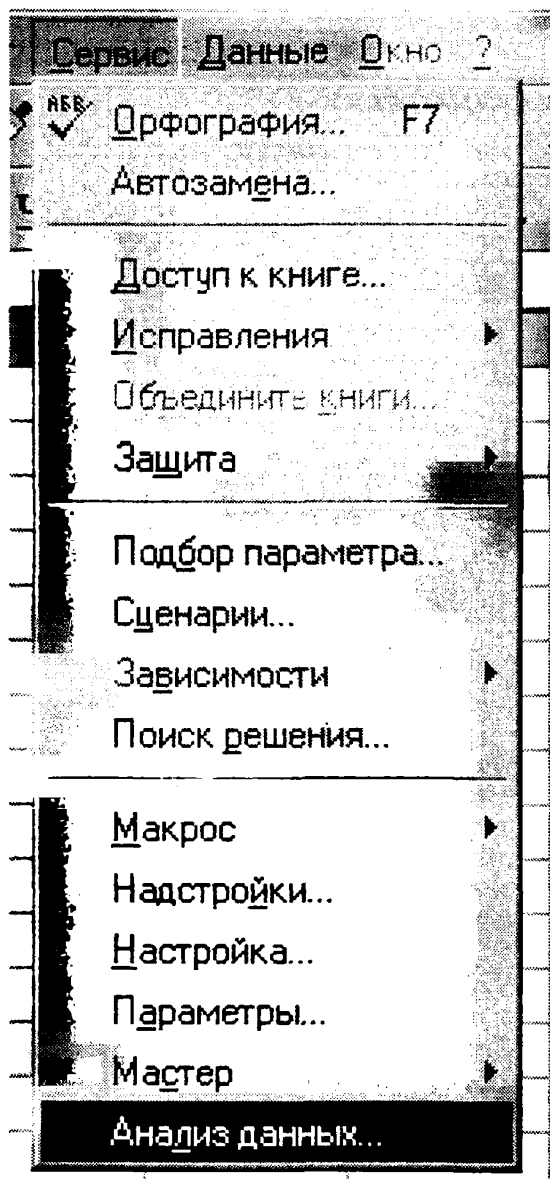 Сервис Данные Окно ?
АБВ Орфография... F7
Автозамена...
Доступ к книге...
Исправления
Объединить книги...
Защита
Подбор параметра...
Сценарии...
Зависимости
Поиск решения...
Макрос
Надстройки...
Настройка...
Параметры...
Мастер
Анализ данных...